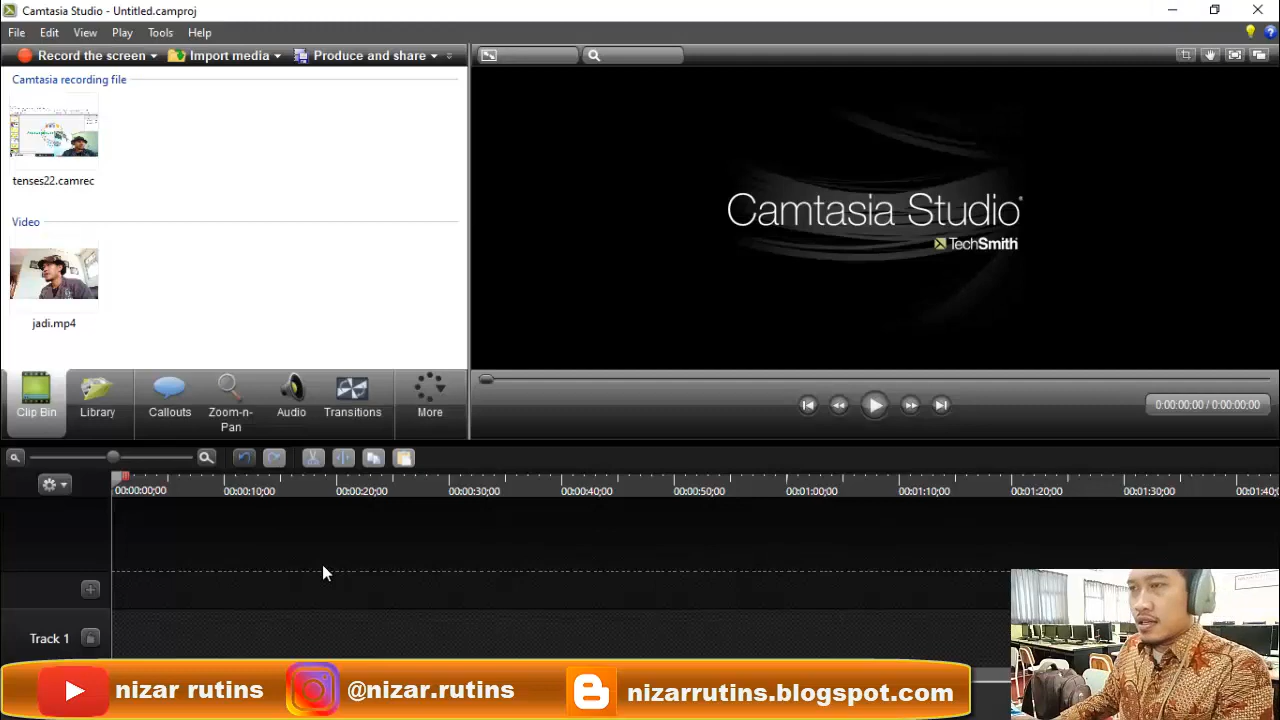 Camtasia Studio - Untitled.camproj
File Edit View Play Tools Help
Record the screen Import media Produce and share
Camtasia recording file
tenses22.camrec
Video
jadi.mp4
Camtasia Studio®
TechSmith
Clip Bin Library Callouts Zoom-n-Pan Audio Transitions More
0:00:00;00 / 0:00:00;00
00:00:00;00 00:00:10;00 00:00:20;00 00:00:30;00 00:00:40;00 00:00:50;00 00:01:00;00 00:01:10;00 00:01:20;00 00:01:30;00 00:01:40;
Track 1
nizar rutins @nizar.rutins nizarrutins.blogspot.com